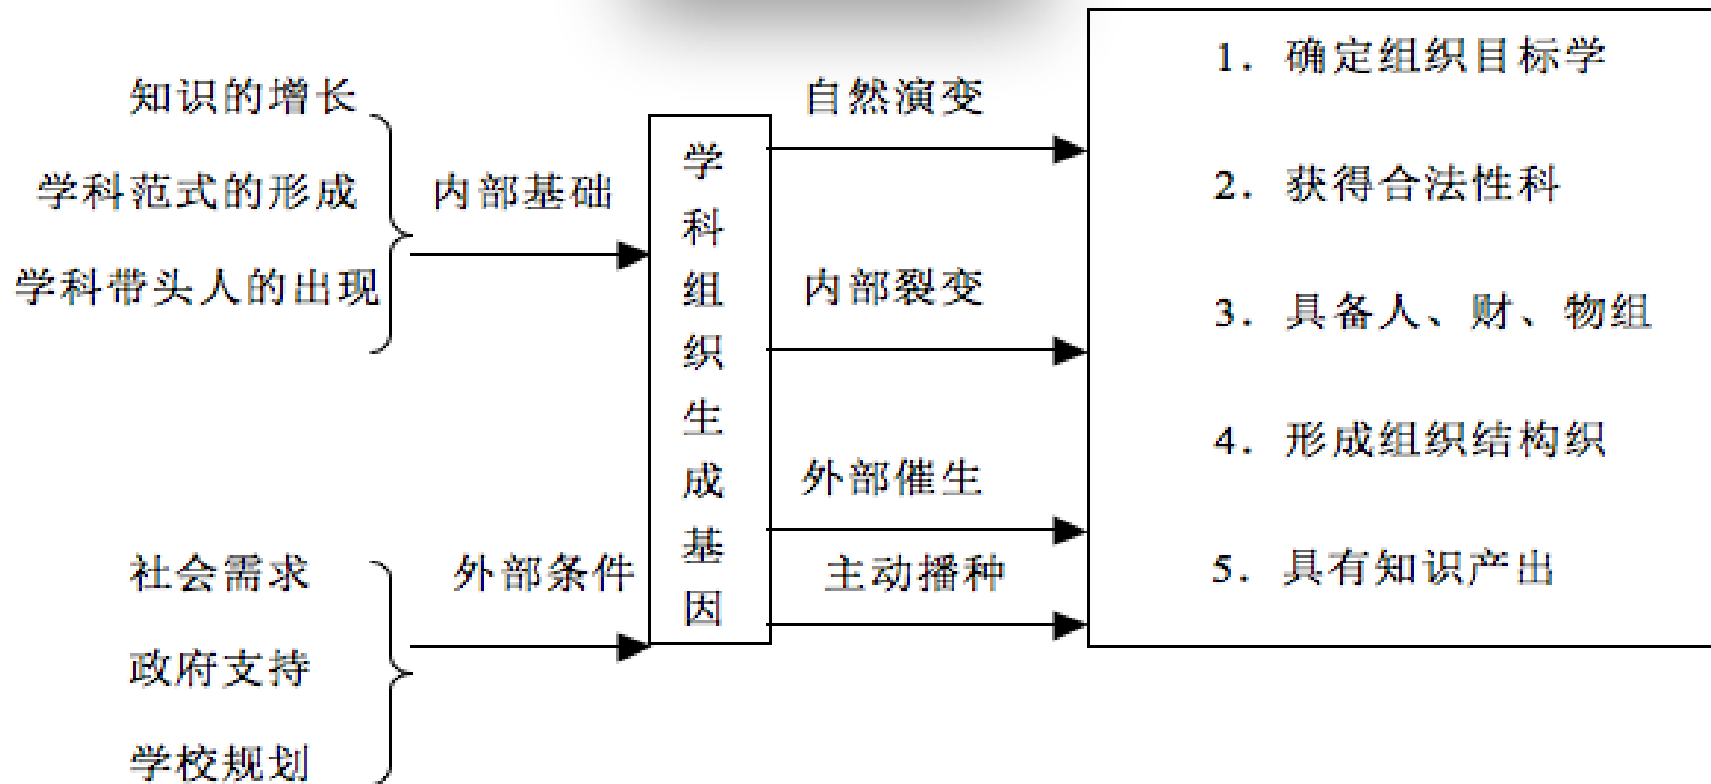 知识的增长
学科范式的形成
学科带头人的出现
内部基础
社会需求
政府支持
学校规划
外部条件
学科组织生成基因
自然演变
内部裂变
外部催生
主动播种
1. 确定组织目标学
2. 获得合法性科
3. 具备人、财、物组
4. 形成组织结构织
5. 具有知识产出